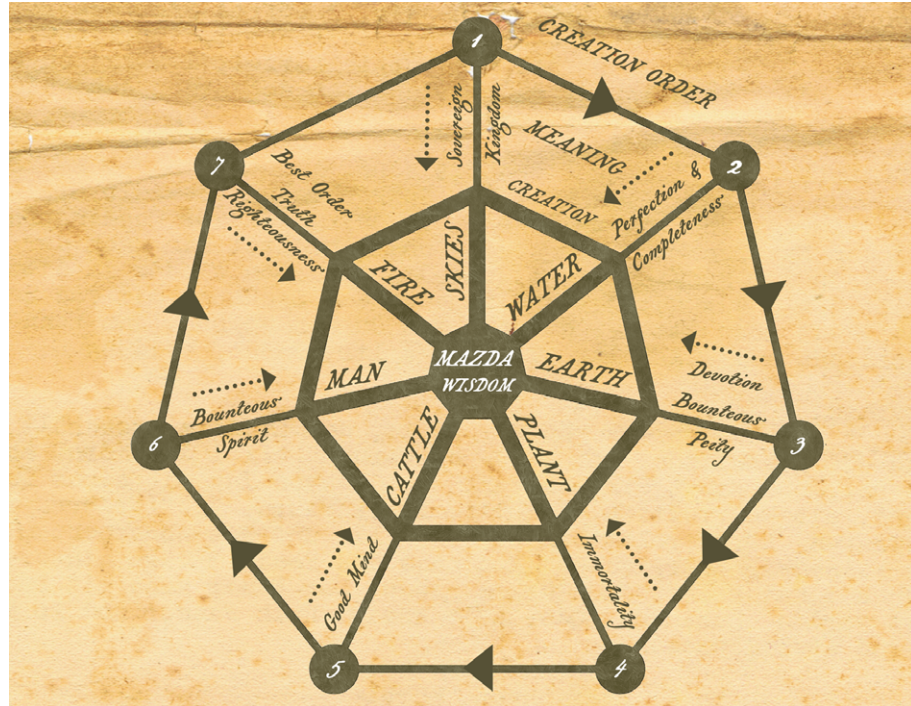 1
CREATION ORDER
Sovereign
Kingdom
MEANING
CREATION
2
Perfection &
Completeness
7
Best Order
Truth
Righteousness
FIRE
SKIES
WATER
MAZDA
WISDOM
EARTH
MAN
CATTLE
PLANT
Devotion
Bounteous
Peity
3
6
Bounteous
Spirit
Good Mind
Immortality
5
4